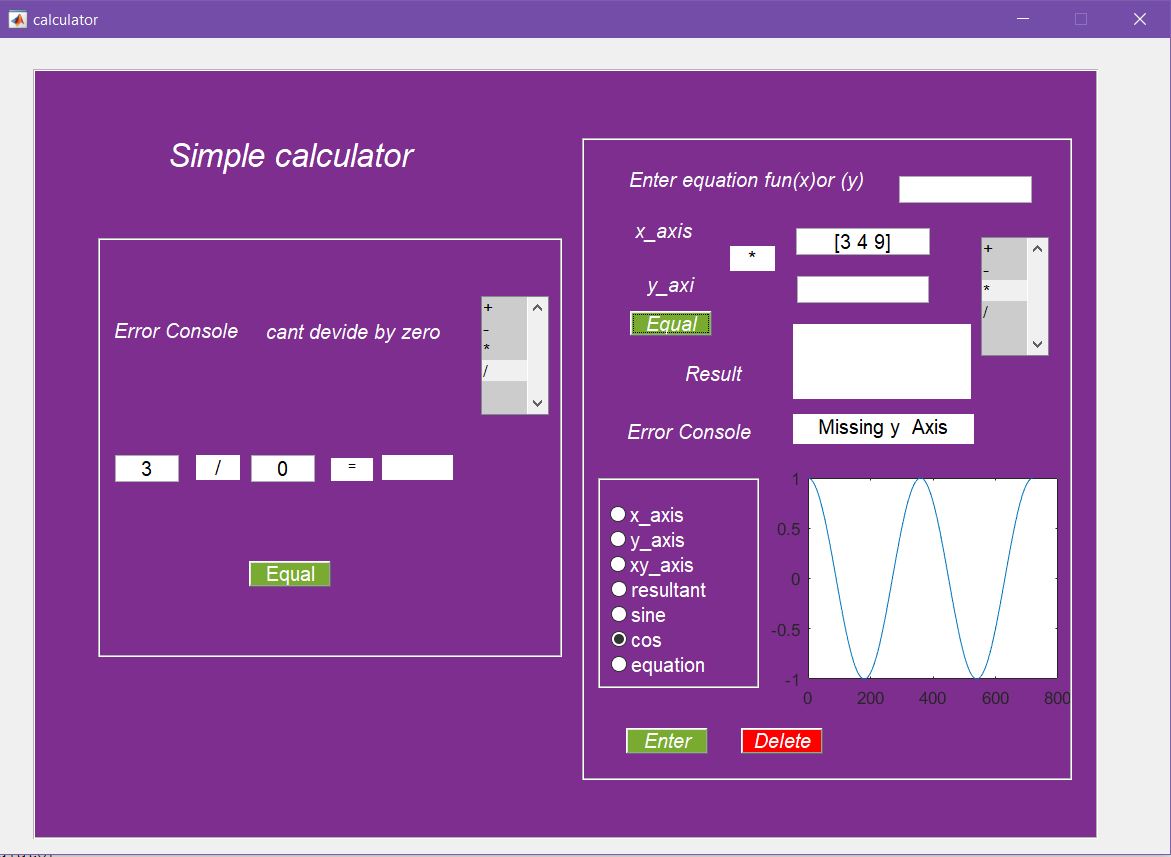 calculator
Simple calculator
Error Console cant devide by zero
+
-
*
/
3 / 0 =
Equal
Enter equation fun(x)or (y)
x_axis
*
[3 4 9]
y_axi
+
-
*
/
Equal
Result
Error Console Missing y  Axis
x_axis
y_axis
xy_axis
resultant
sine
cos
equation
1
0.5
0
-0.5
-1
0 200 400 600 800
Enter Delete